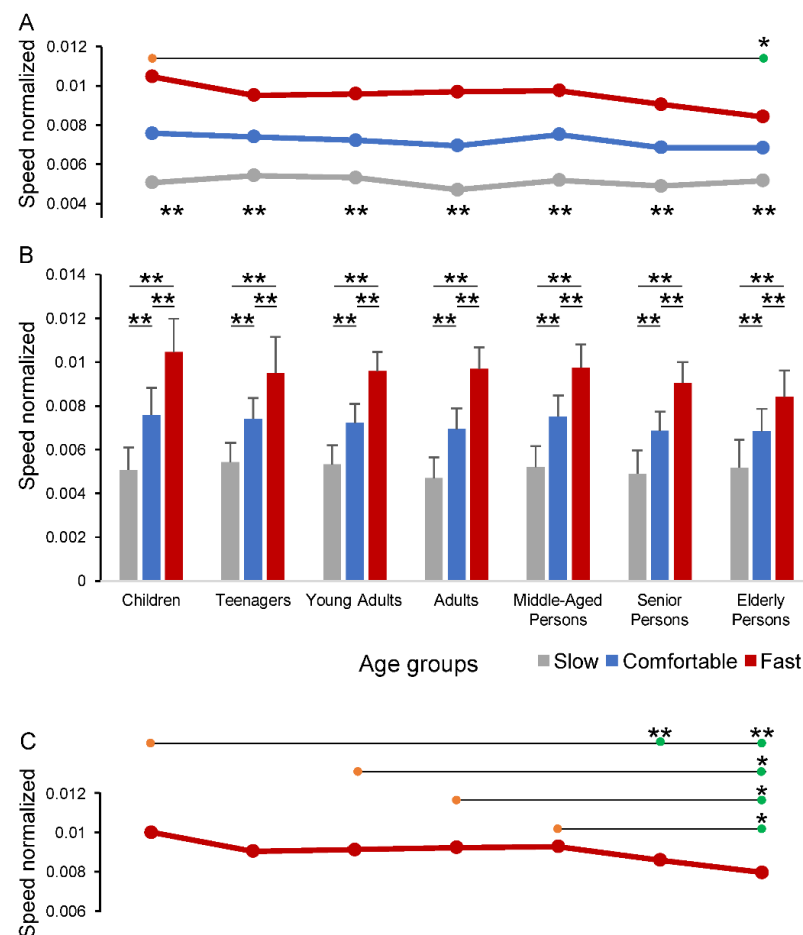 A
*
0.012
0.01
0.008
0.006
0.004
Speed normalized
** ** ** ** ** ** **
B
0.014
0.012
0.01
0.008
0.006
0.004
0.002
0
Speed normalized
** ** ** ** ** ** **
** ** ** ** ** ** **
** ** ** ** ** ** **
Children Teenagers Young Adults Adults Middle-Aged Persons Senior Persons Elderly Persons
Age groups
Slow Comfortable Fast
C
** **
*
*
*
0.012
0.01
0.008
0.006
Speed normalized